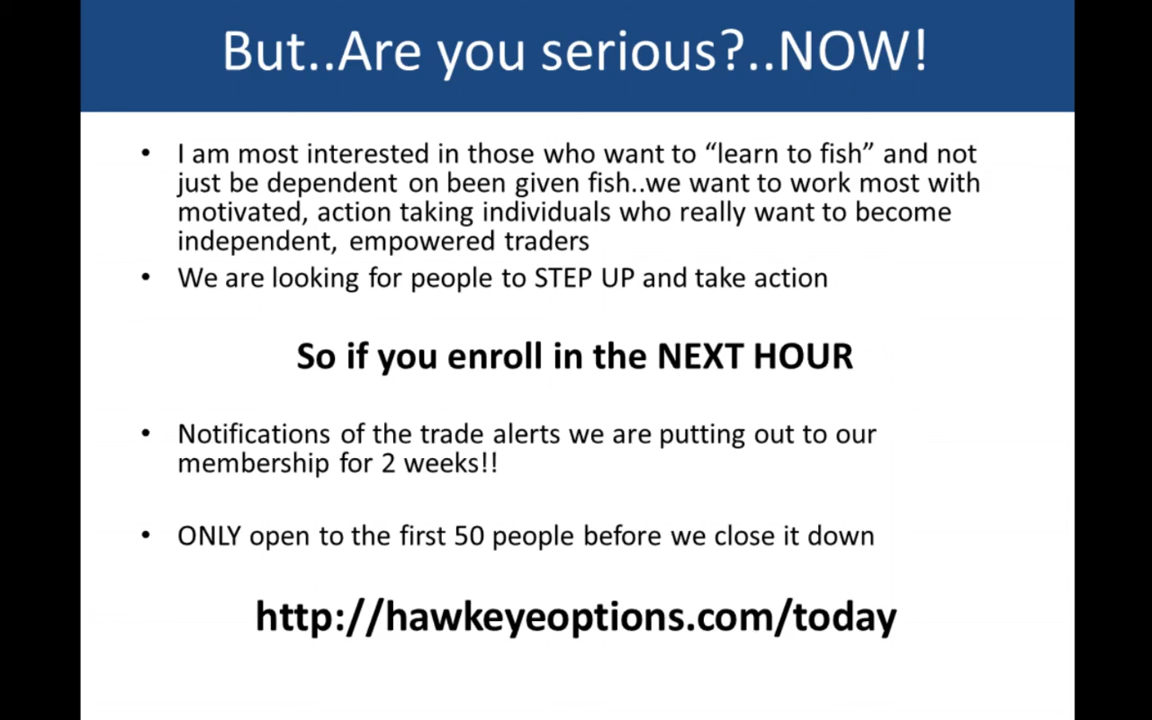 But..Are you serious?..NOW!
• I am most interested in those who want to “learn to fish” and not
just be dependent on been given fish..we want to work most with
motivated, action taking individuals who really want to become
independent, empowered traders
• We are looking for people to STEP UP and take action
So if you enroll in the NEXT HOUR
• Notifications of the trade alerts we are putting out to our
membership for 2 weeks!!
• ONLY open to the first 50 people before we close it down
http://hawkeyeoptions.com/today